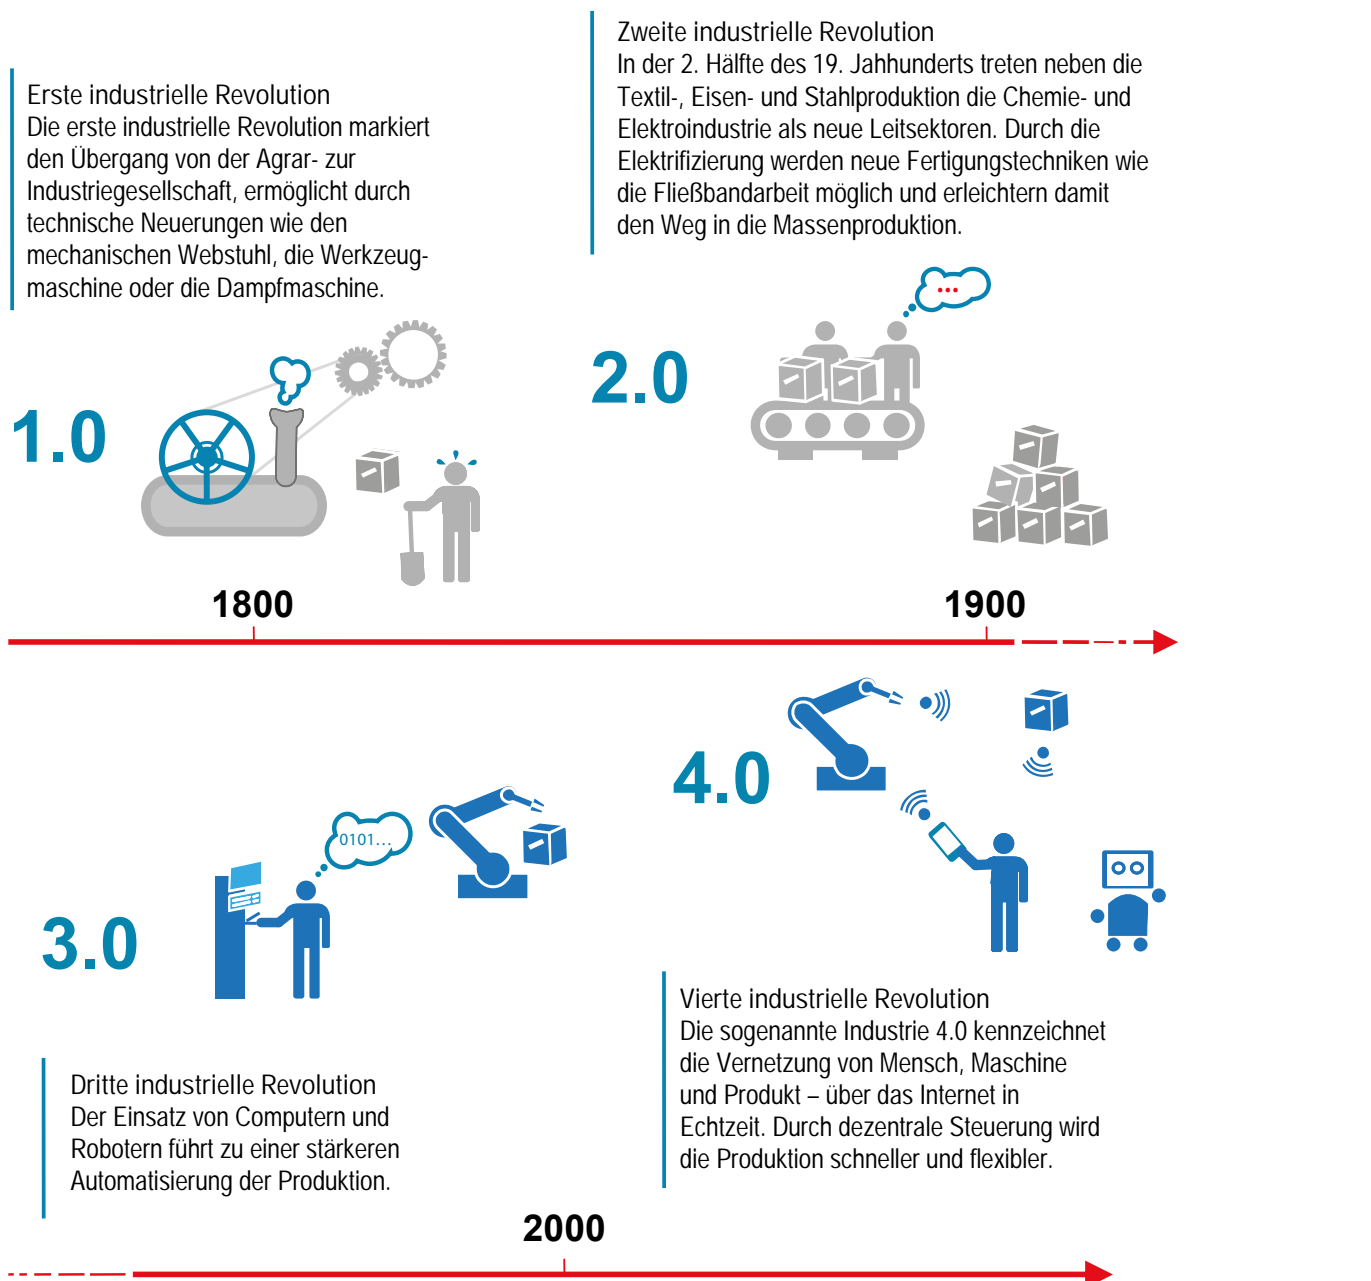 Erste industrielle Revolution
Die erste industrielle Revolution markiert
den Übergang von der Agrar- zur
Industriegesellschaft, ermöglicht durch
technische Neuerungen wie den
mechanischen Webstuhl, die Werkzeug-
maschine oder die Dampfmaschine.
1.0
Zweite industrielle Revolution
In der 2. Hälfte des 19. Jahrhunderts treten neben die
Textil-, Eisen- und Stahlproduktion die Chemie- und
Elektroindustrie als neue Leitsektoren. Durch die
Elektrifizierung werden neue Fertigungstechniken wie
die Fließbandarbeit möglich und erleichtern damit
den Weg in die Massenproduktion.
...
2.0
1800
1900
3.0
0101...
Dritte industrielle Revolution
Der Einsatz von Computern und
Robotern führt zu einer stärkeren
Automatisierung der Produktion.
4.0
Vierte industrielle Revolution
Die sogenannte Industrie 4.0 kennzeichnet
die Vernetzung von Mensch, Maschine
und Produkt – über das Internet in
Echtzeit. Durch dezentrale Steuerung wird
die Produktion schneller und flexibler.
2000